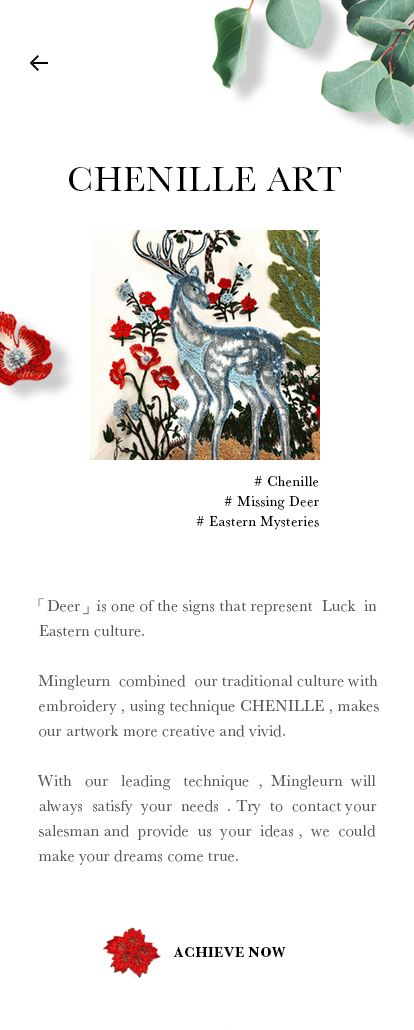 CHENILLE ART
# Chenille
# Missing Deer
# Eastern Mysteries
「Deer」is one of the signs that represent Luck in
Eastern culture.
Mingleurn combined our traditional culture with
embroidery , using technique CHENILLE , makes
our artwork more creative and vivid.
With our leading technique , Mingleurn will
always satisfy your needs . Try to contact your
salesman and provide us your ideas , we could
make your dreams come true.
ACHIEVE NOW